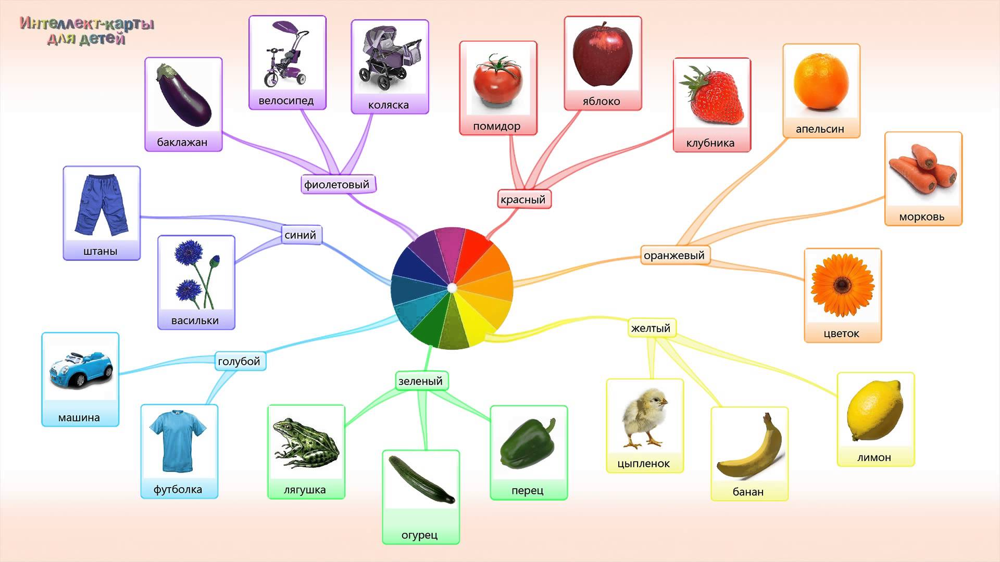 Интеллект-карты
для детей
баклажан
велосипед
коляска
помидор
яблоко
клубника
апельсин
морковь
цветок
фиолетовый
красный
оранжевый
синий
штаны
васильки
желтый
голубой
зеленый
машина
футболка
лягушка
огурец
перец
цыпленок
банан
лимон